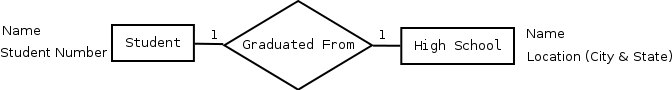 Name
Student Number
Student
1
Graduated From
1
High School
Name
Location (City & State)